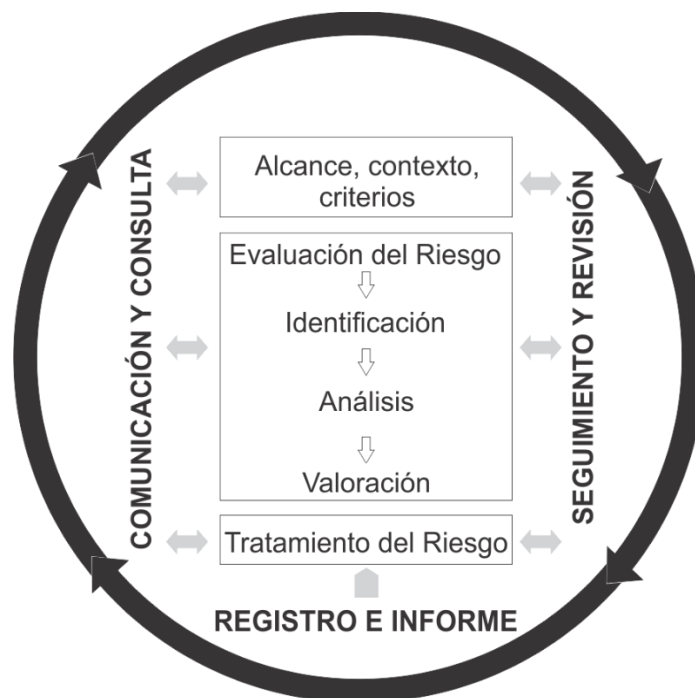 Alcance, contexto,
criterios
Evaluación del Riesgo
Identificación
Análisis
Valoración
Tratamiento del Riesgo
COMUNICACIÓN Y CONSULTA
SEGUIMIENTO Y REVISIÓN
REGISTRO E INFORME